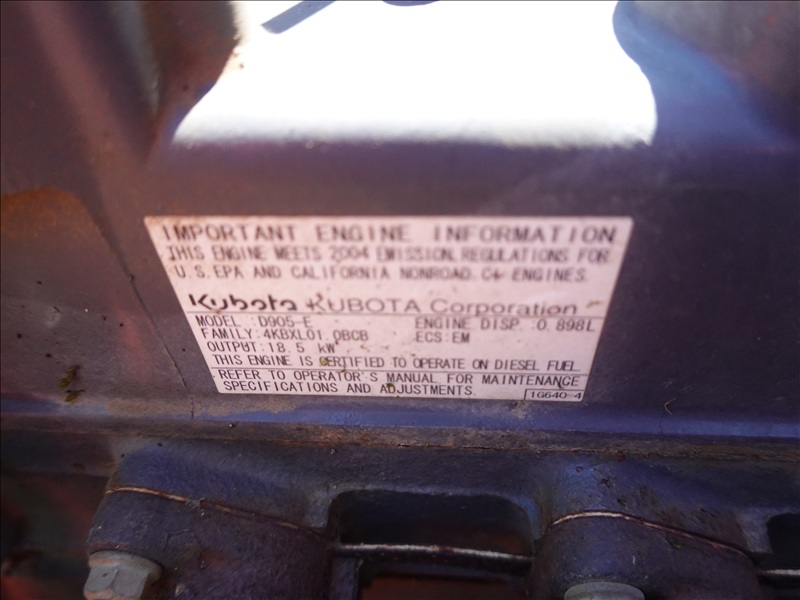 IMPORTANT ENGINE INFORMATION
THIS ENGINE MEETS 2004 EMISSION REGULATIONS FOR
U.S. EPA AND CALIFORNIA NONROAD CI ENGINES.
Kubota KUBOTA Corporation
MODEL :D905-E ENGINE DISP.:0.898L
FAMILY:4KBXL01.0BCB ECS:EM
OUTPUT:18.5 kW
THIS ENGINE IS CERTIFIED TO OPERATE ON DIESEL FUEL.
REFER TO OPERATOR'S MANUAL FOR MAINTENANCE
SPECIFICATIONS AND ADJUSTMENTS.
1G640-4